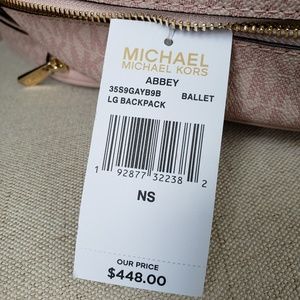 MICHAEL
MICHAEL KORS
ABBEY
35S9GAYB9B BALLET
LG BACKPACK
1 92877 32238 2
NS
OUR PRICE
$448.00